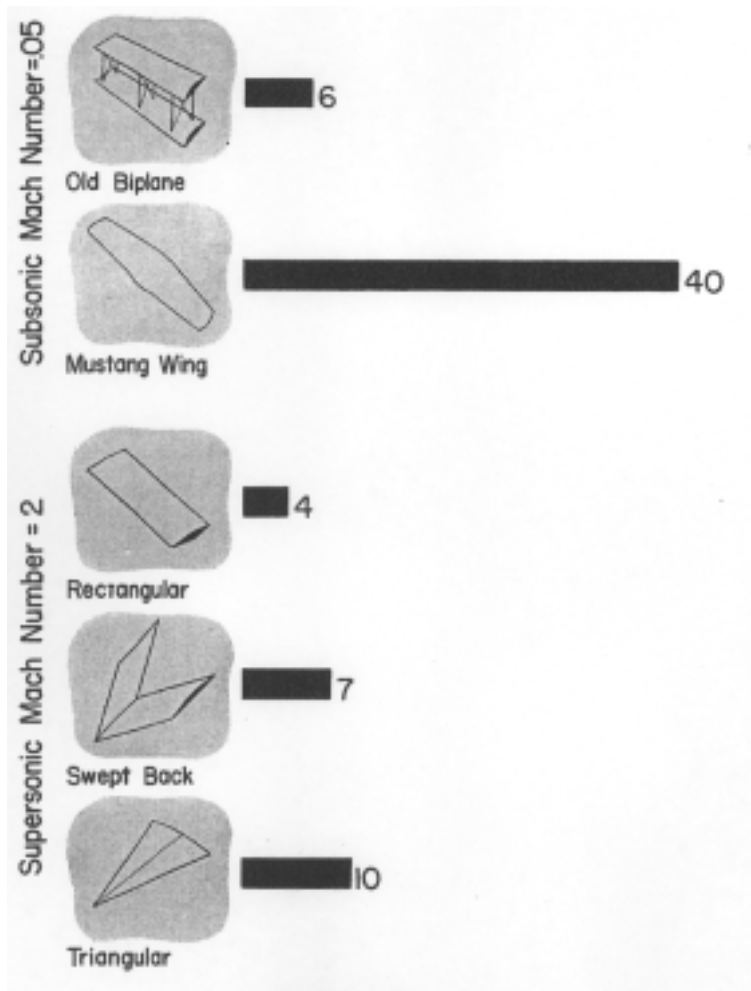 Subsonic Mach Number=.05
6
Old Biplane
40
Mustang Wing
Supersonic Mach Number = 2
4
Rectangular
7
Swept Back
10
Triangular